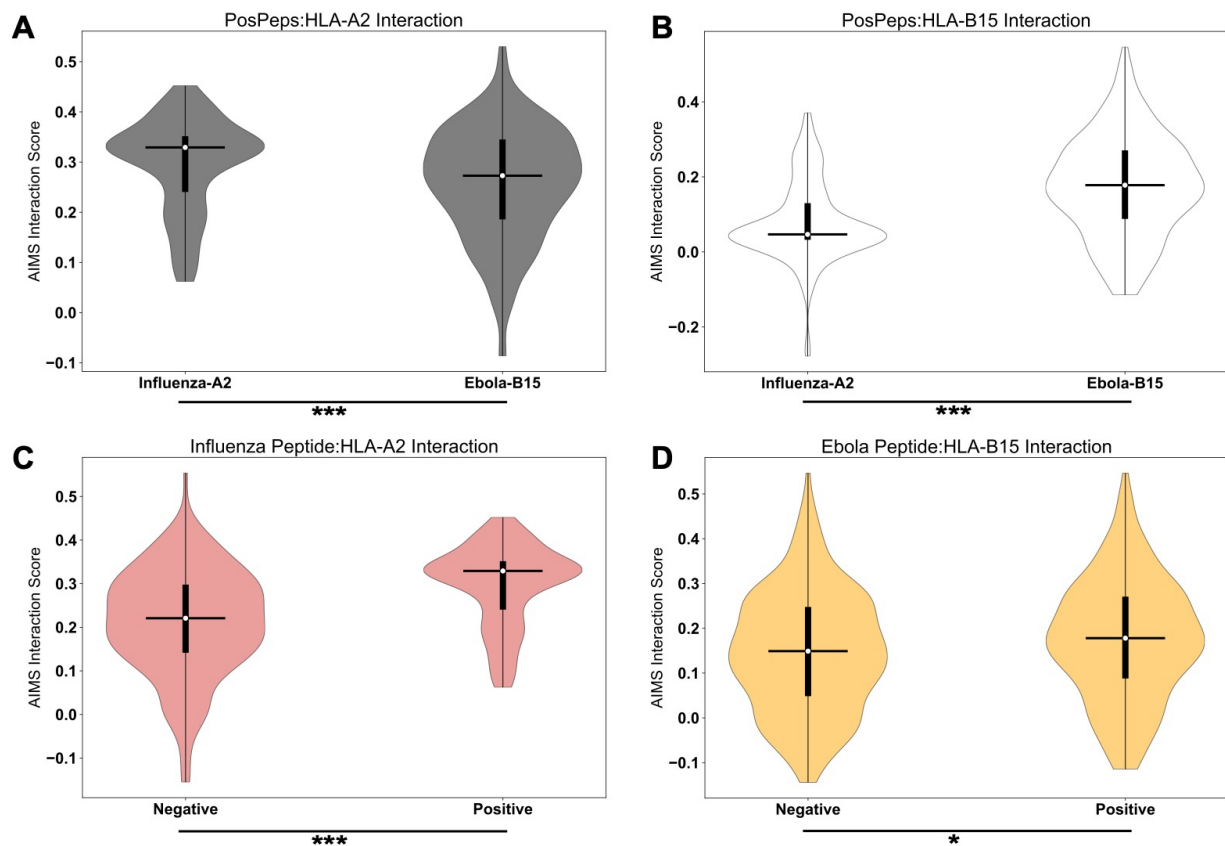 A
PosPeps:HLA-A2 Interaction
AIMS Interaction Score
0.5
0.4
0.3
0.2
0.1
0.0
−0.1
Influenza-A2
Ebola-B15
***
B
PosPeps:HLA-B15 Interaction
AIMS Interaction Score
0.4
0.2
0.0
−0.2
Influenza-A2
Ebola-B15
***
C
Influenza Peptide:HLA-A2 Interaction
AIMS Interaction Score
0.5
0.4
0.3
0.2
0.1
0.0
−0.1
Negative
Positive
***
D
Ebola Peptide:HLA-B15 Interaction
AIMS Interaction Score
0.5
0.4
0.3
0.2
0.1
0.0
−0.1
Negative
Positive
*